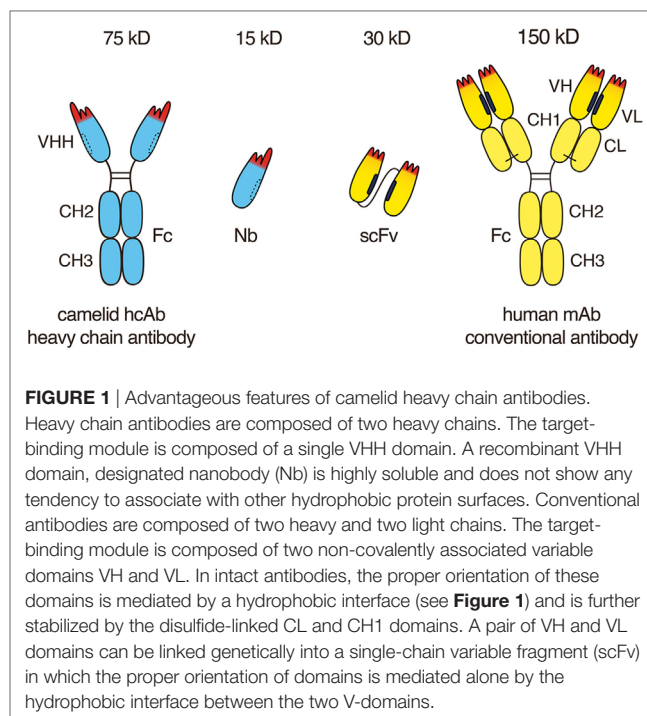 75 kD 15 kD 30 kD 150 kD
VH
VHH CH1 VL
CL
CH2 CH2
Fc Nb scFv Fc
CH3 CH3
camelid hcAb human mAb
heavy chain antibody conventional antibody
FIGURE 1 | Advantageous features of camelid heavy chain antibodies.
Heavy chain antibodies are composed of two heavy chains. The target-
binding module is composed of a single VHH domain. A recombinant VHH
domain, designated nanobody (Nb) is highly soluble and does not show any
tendency to associate with other hydrophobic protein surfaces. Conventional
antibodies are composed of two heavy and two light chains. The target-
binding module is composed of two non-covalently associated variable
domains VH and VL. In intact antibodies, the proper orientation of these
domains is mediated by a hydrophobic interface (see Figure 1) and is further
stabilized by the disulfide-linked CL and CH1 domains. A pair of VH and VL
domains can be linked genetically into a single-chain variable fragment (scFv)
in which the proper orientation of domains is mediated alone by the
hydrophobic interface between the two V-domains.